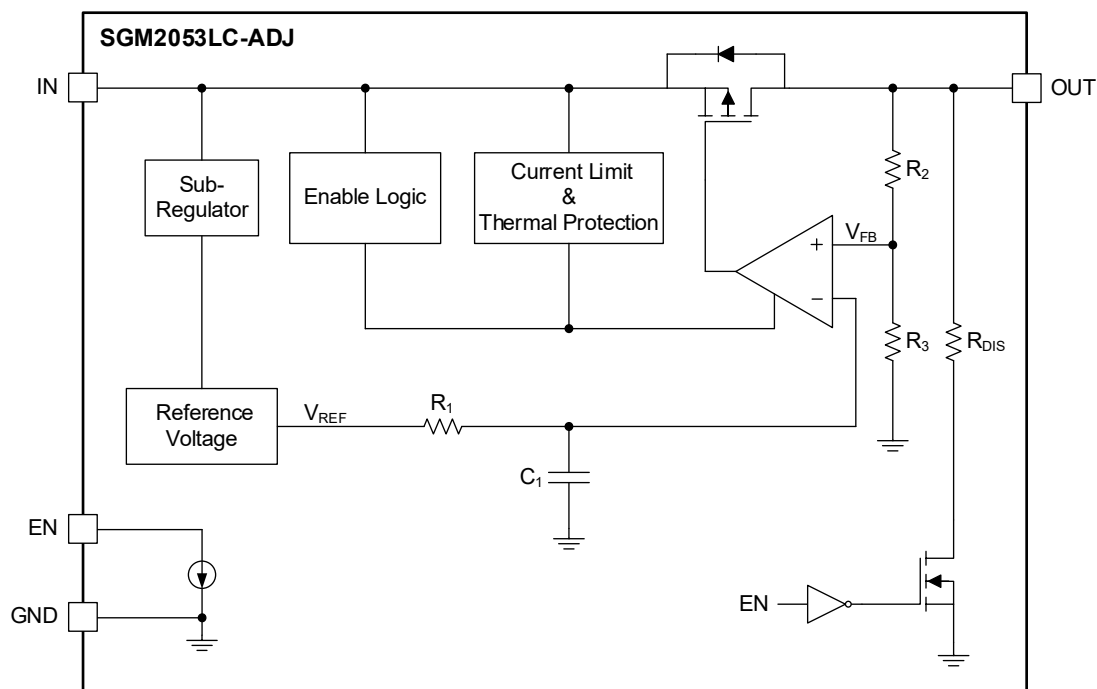 SGM2053LC-ADJ
IN
OUT
Sub-
Regulator
Enable Logic
Current Limit
&
Thermal Protection
R2
VFB
+
−
R3
RDIS
Reference
Voltage
VREF
R1
C1
EN
GND
EN